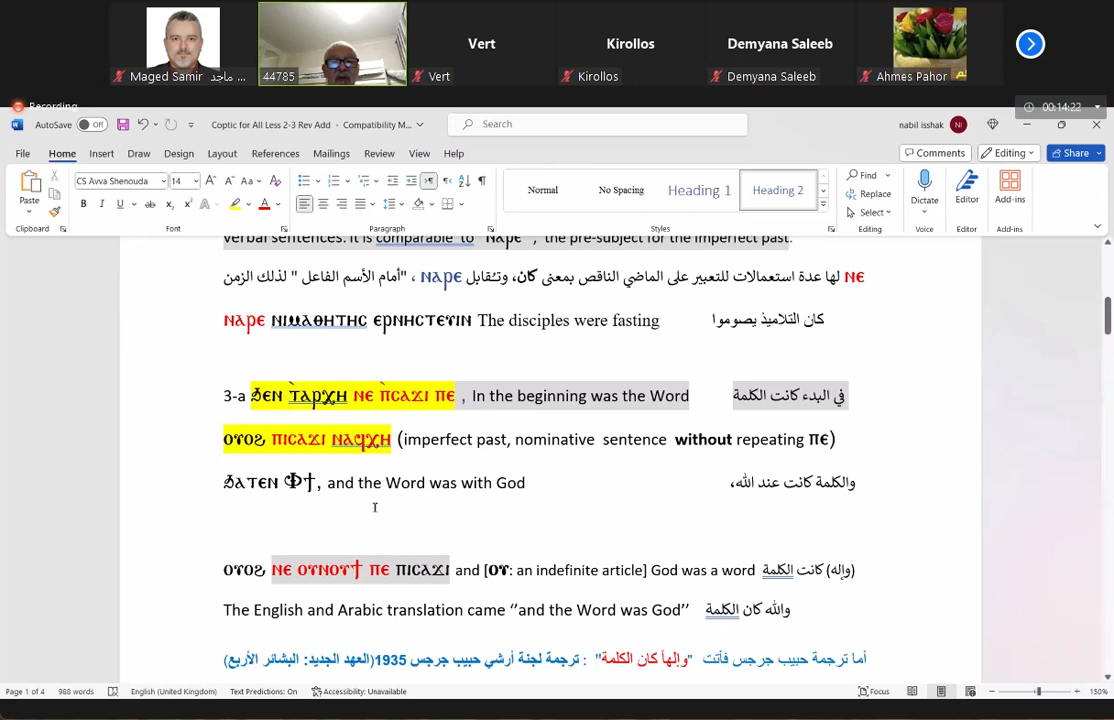 Maged Samir ماجد ...
44785
Vert
Vert
Kirollos
Kirollos
Demyana Saleeb
Demyana Saleeb
Ahmes Pahor
Recording
00:14:22
AutoSave Off
Coptic for All Less 2-3 Rev Add - Compatibility M...
Search
nabil isshak NI
File Home Insert Draw Design Layout References Mailings Review View Help
Comments Editing Share
Paste
Clipboard
CS Avva Shenouda 14
Font
Paragraph
Normal No Spacing Heading 1 Heading 2
Styles
Find
Replace
Select
Editing
Dictate
Voice
Editor
Editor
Add-ins
Add-ins
verbal sentences. It is comparable to "ⲚⲀⲢⲈ", the pre-subject for the imperfect past.
ⲚⲈ لها عدة استعمالات للتعبير على الماضي الناقص بمعنى كان، وتقابل ⲚⲀⲢⲈ ، "أمام الأسم الفاعل " لذلك الزمن
ⲚⲀⲢⲈ ⲚⲒⲘⲀⲐⲎⲦⲎⲤ ⲈⲢⲚⲎⲤⲦⲈⲨⲒⲚ The disciples were fasting كان التلاميذ يصوموا
3-a ϦⲈⲚ ⲦⲀ̀ⲢⲬⲎ ⲚⲈ ⲠⲤ̀ⲀϪⲒ ⲠⲈ , In the beginning was the Word في البدء كانت الكلمة
ⲞⲨⲞϨ ⲠⲒⲤⲀϪⲒ ⲚⲀϤⲬⲎ (imperfect past, nominative sentence without repeating ⲠⲈ)
ϦⲀⲦⲈⲚ ⲪϮ, and the Word was with God والكلمة كانت عند الله،
ⲞⲨⲞϨ ⲚⲈ ⲞⲨⲚⲞⲨϮ ⲠⲈ ⲠⲒⲤⲀϪⲒ and [ⲞⲨ: an indefinite article] God was a word (وإله) كانت الكلمة
The English and Arabic translation came ‘’and the Word was God’’ والله كان الكلمة
أما ترجمة حبيب جرجس فأتت "وإلهاً كان الكلمة" : ترجمة لجنة أرشي حبيب جرجس 1935(العهد الجديد: البشائر الأربع)
Page 1 of 4 988 words English (United Kingdom) Text Predictions: On Accessibility: Unavailable Focus 150%